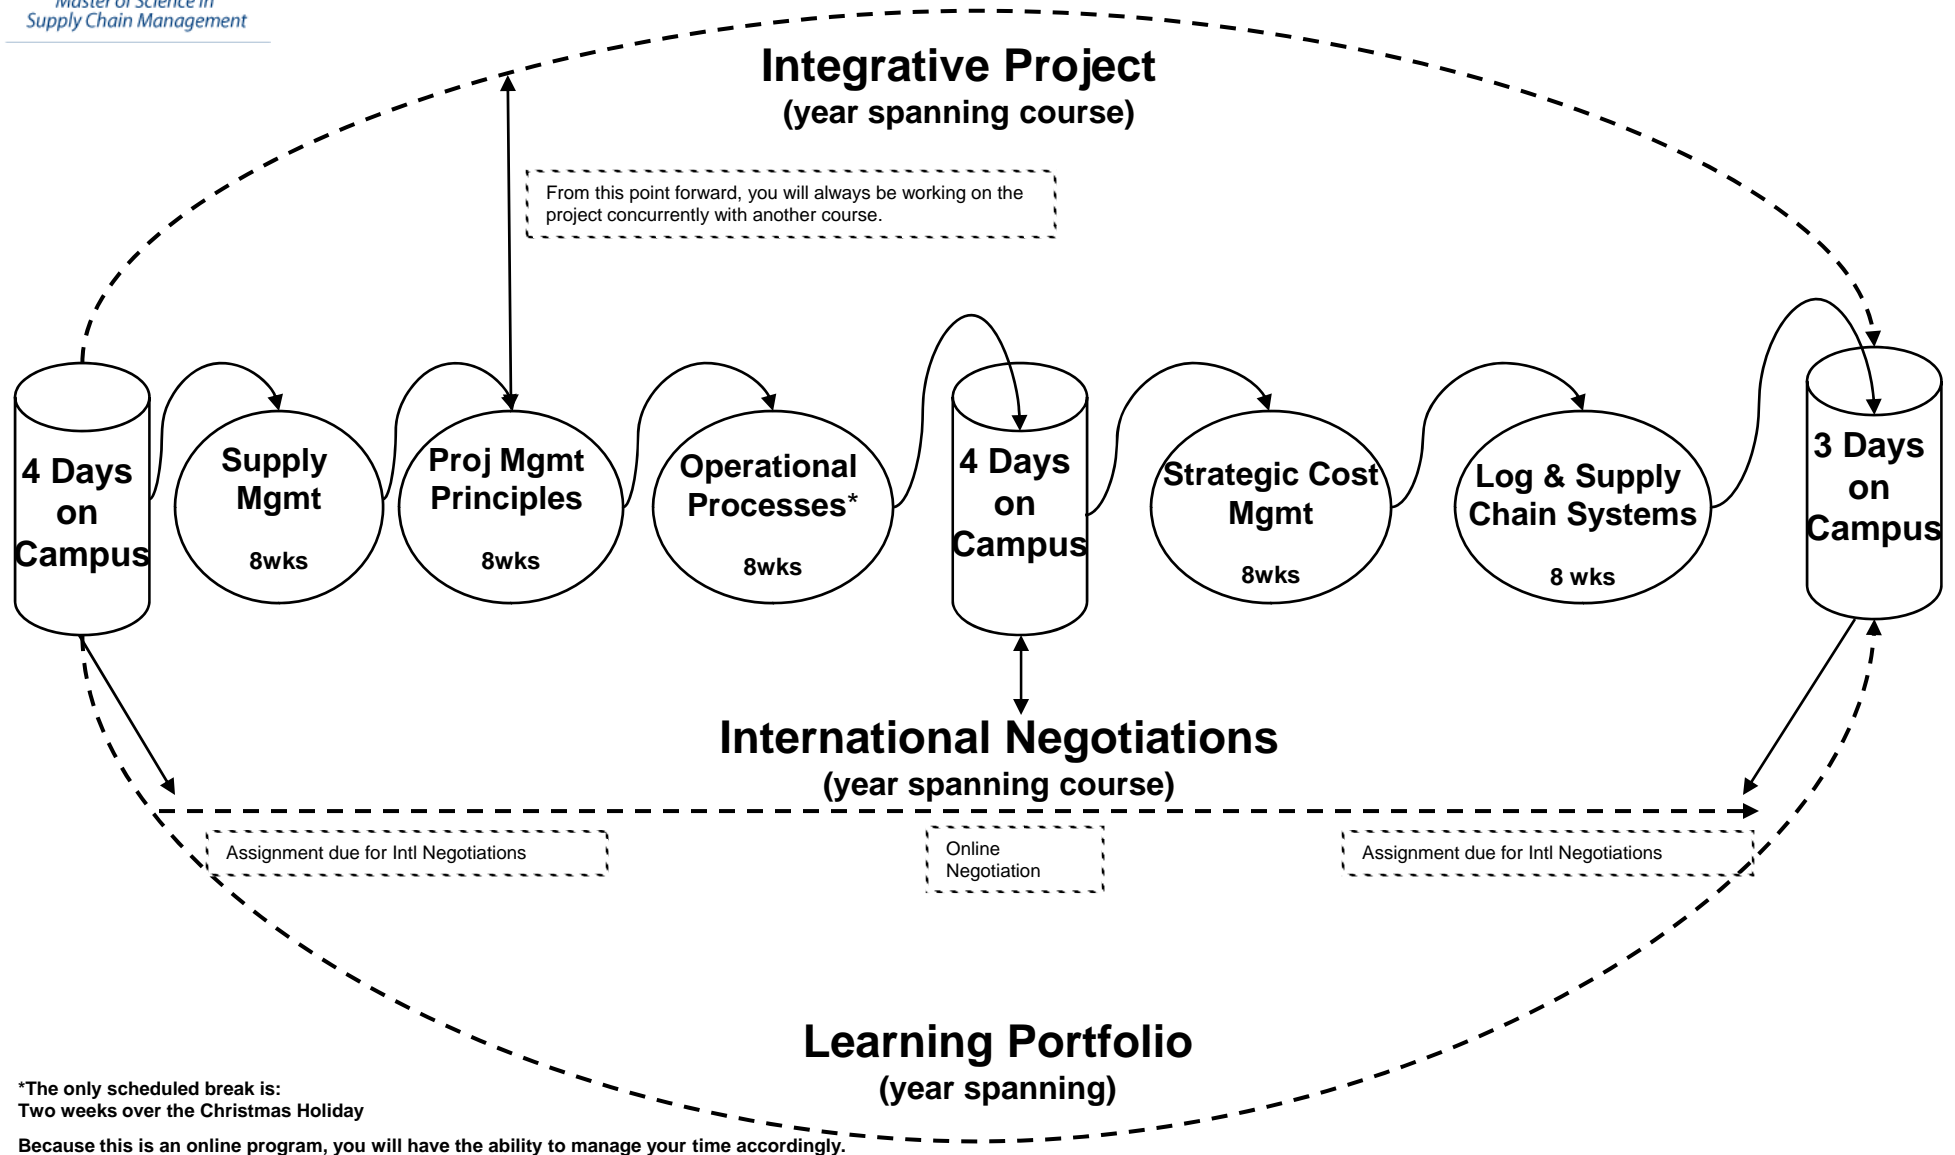 Master of Science in
Supply Chain Management
Integrative Project
(year spanning course)
From this point forward, you will always be working on the
project concurrently with another course.
4 Days
on
Campus
Supply
Mgmt
8wks
Proj Mgmt
Principles
8wks
Operational
Processes*
8wks
4 Days
on
Campus
Strategic Cost
Mgmt
8wks
Log & Supply
Chain Systems
8 wks
3 Days
on
Campus
International Negotiations
(year spanning course)
Assignment due for Intl Negotiations
Online
Negotiation
Assignment due for Intl Negotiations
Learning Portfolio
(year spanning)
*The only scheduled break is:
Two weeks over the Christmas Holiday
Because this is an online program, you will have the ability to manage your time accordingly.